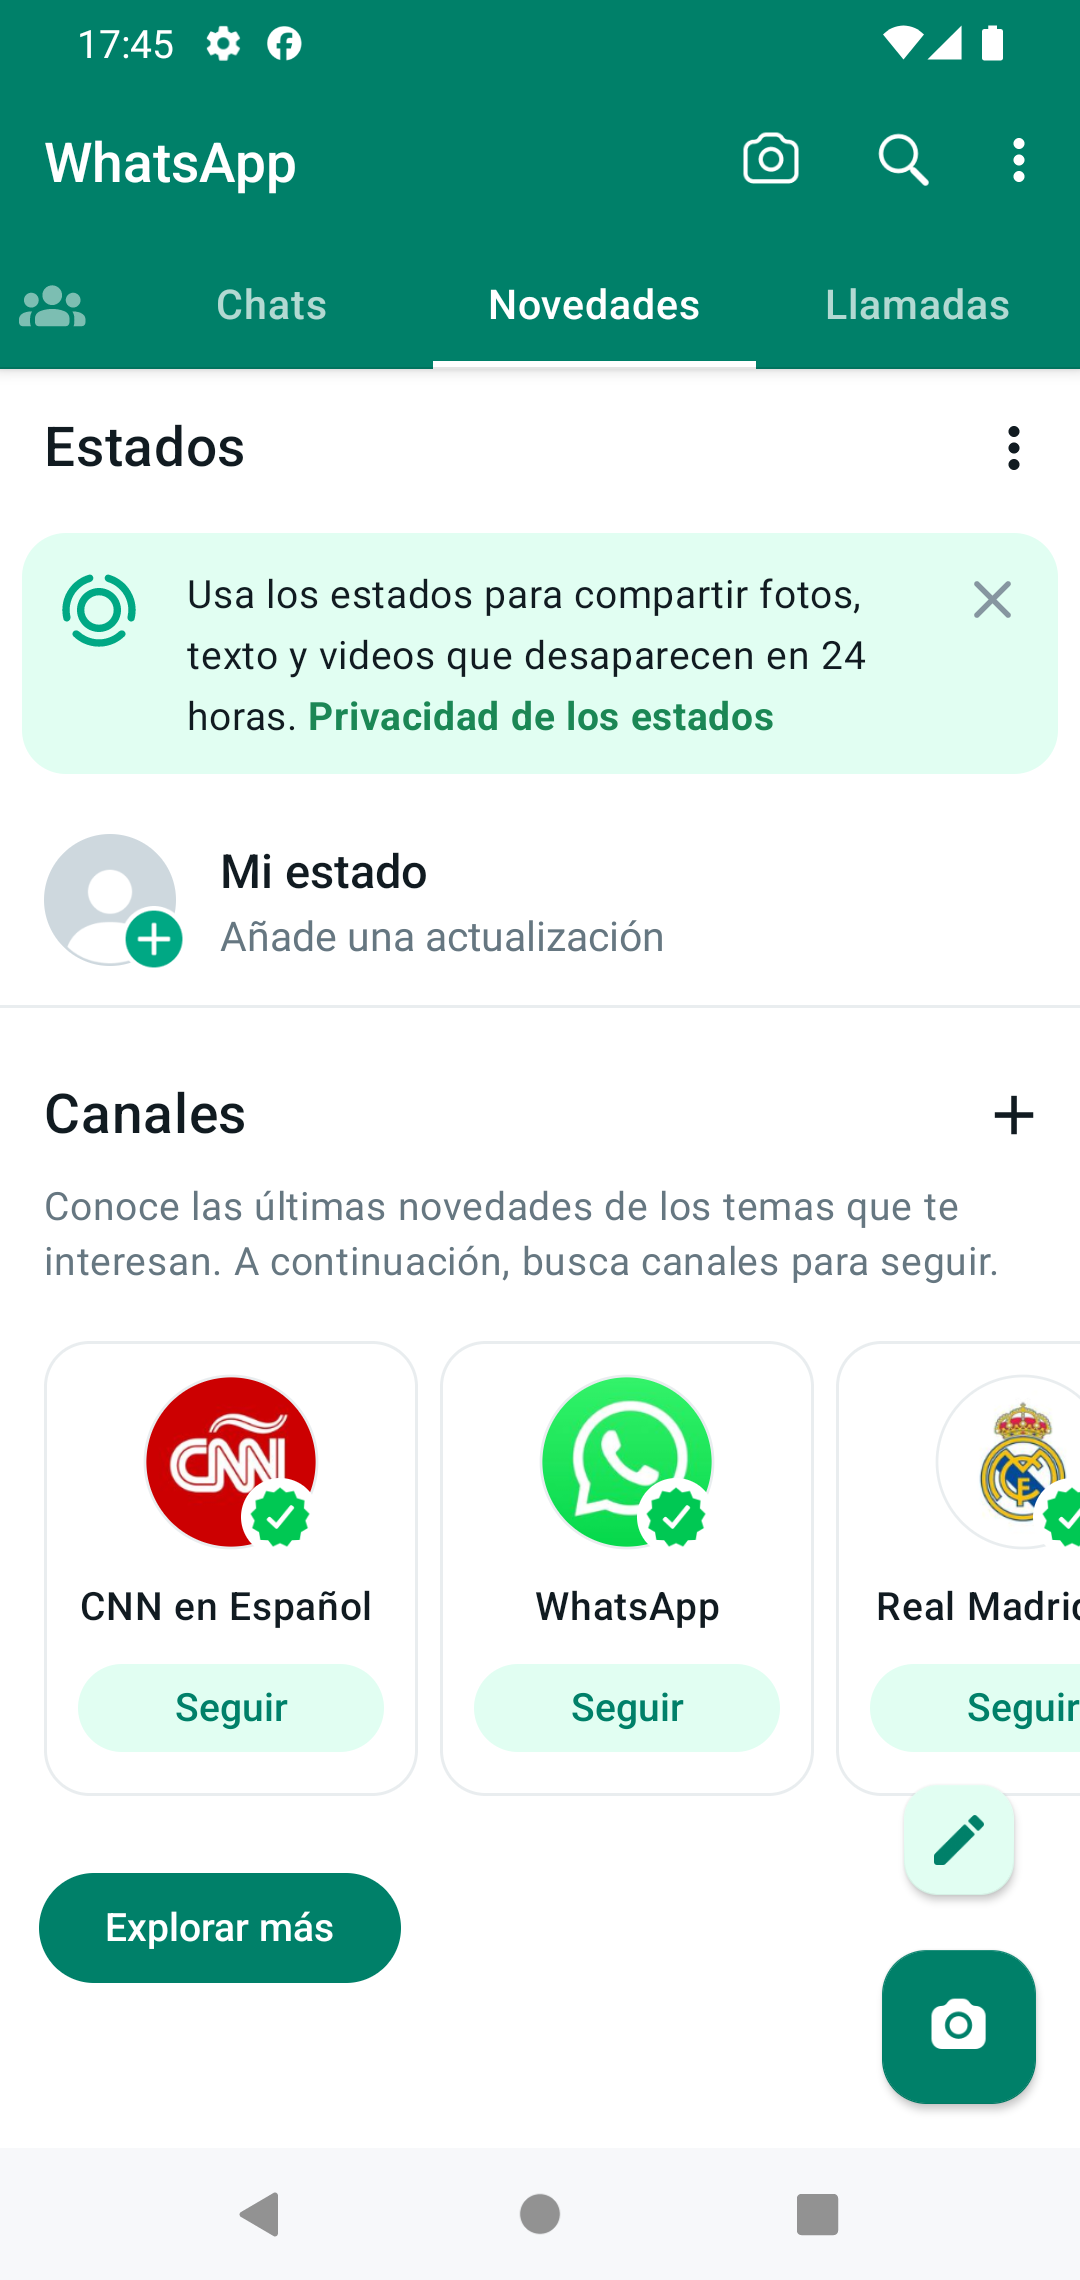 17:45
WhatsApp
Chats
Novedades
Llamadas
Estados
Usa los estados para compartir fotos,
texto y videos que desaparecen en 24
horas. Privacidad de los estados
Mi estado
Añade una actualización
Canales
Conoce las últimas novedades de los temas que te
interesan. A continuación, busca canales para seguir.
CNN
CNN en Español
WhatsApp
Real Madrid
Seguir
Seguir
Seguir
Explorar más